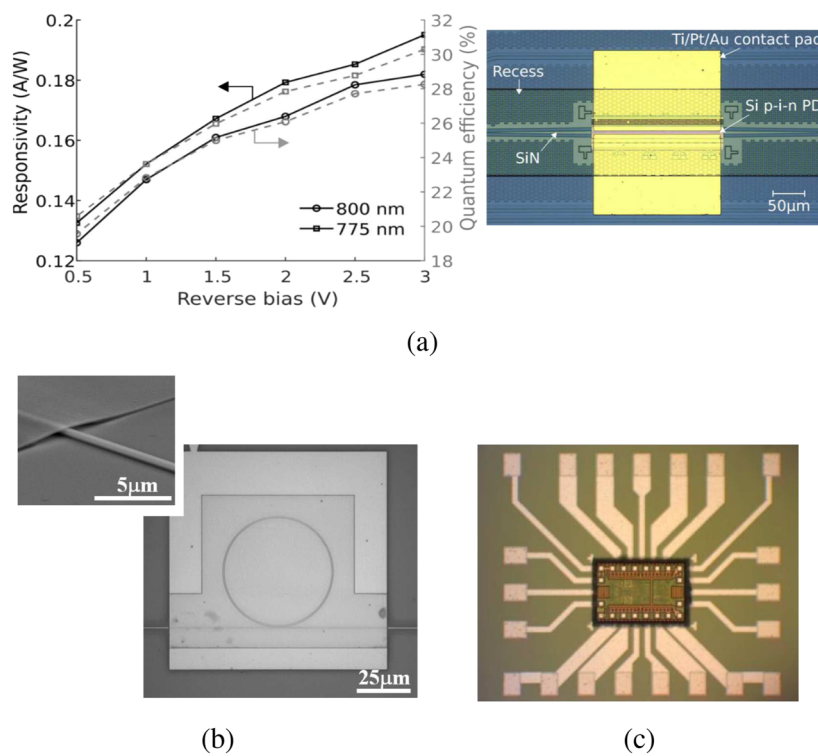 0.2
0.18
0.16
0.14
0.12
Responsivity (A/W)
32
30
28
26
24
22
20
18
Quantum efficiency (%)
800 nm
775 nm
0.5 1 1.5 2 2.5 3
Reverse bias (V)
Ti/Pt/Au contact pad
Recess
Si p-i-n PD
SiN
50μm
(a)
5μm
25μm
(b)
(c)